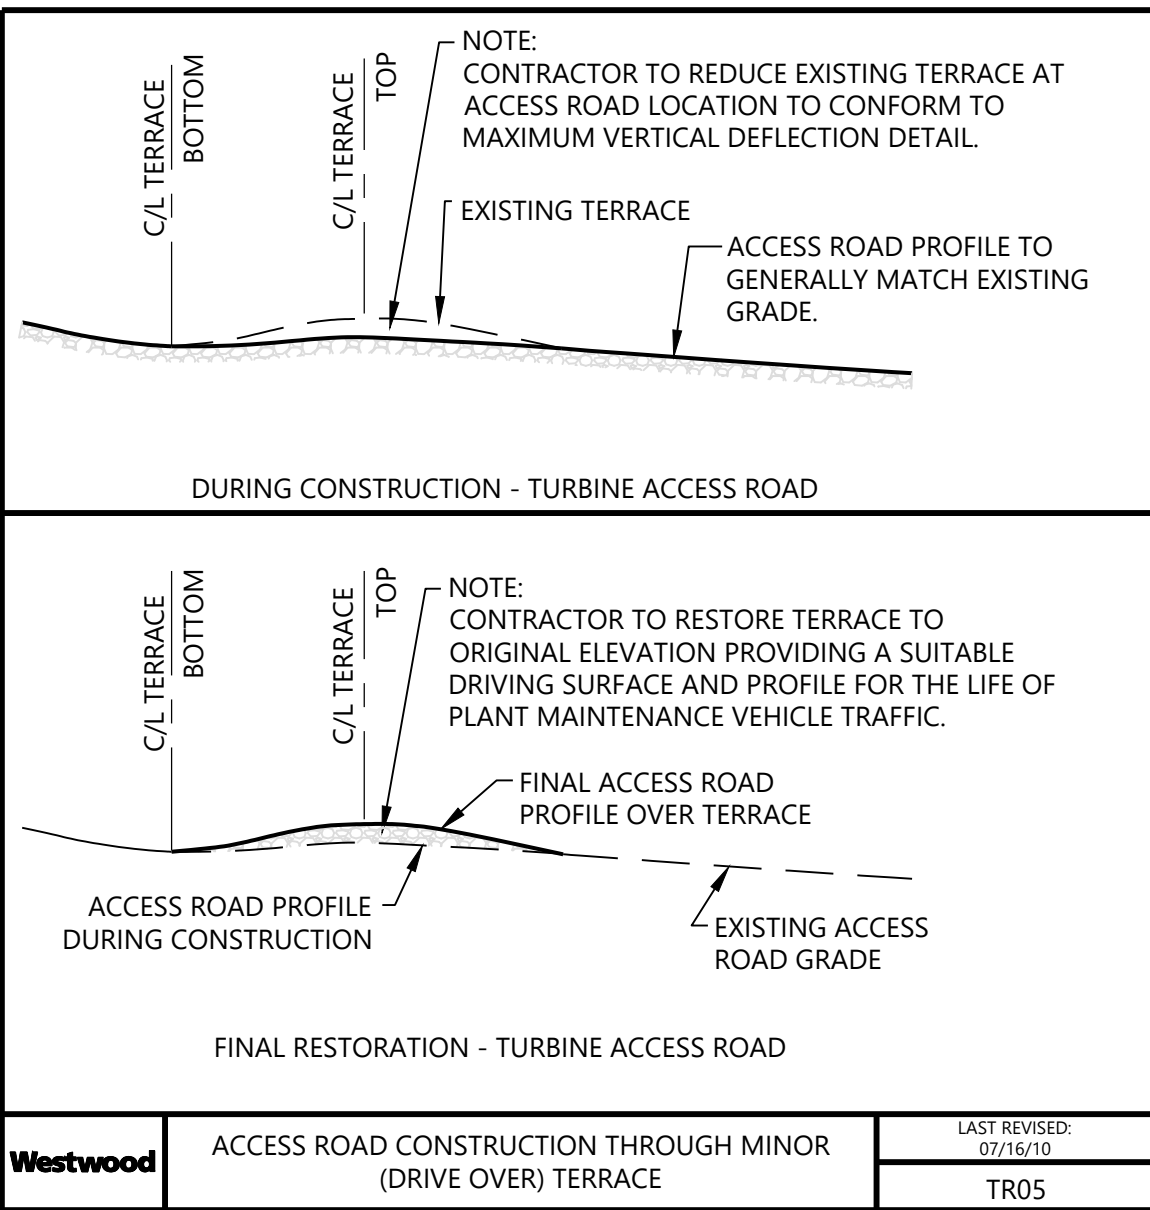 C/L TERRACE
BOTTOM
C/L TERRACE
TOP
NOTE:
CONTRACTOR TO REDUCE EXISTING TERRACE AT
ACCESS ROAD LOCATION TO CONFORM TO
MAXIMUM VERTICAL DEFLECTION DETAIL.
EXISTING TERRACE
ACCESS ROAD PROFILE TO
GENERALLY MATCH EXISTING
GRADE.
DURING CONSTRUCTION - TURBINE ACCESS ROAD
C/L TERRACE
BOTTOM
C/L TERRACE
TOP
NOTE:
CONTRACTOR TO RESTORE TERRACE TO
ORIGINAL ELEVATION PROVIDING A SUITABLE
DRIVING SURFACE AND PROFILE FOR THE LIFE OF
PLANT MAINTENANCE VEHICLE TRAFFIC.
FINAL ACCESS ROAD
PROFILE OVER TERRACE
ACCESS ROAD PROFILE
DURING CONSTRUCTION
EXISTING ACCESS
ROAD GRADE
FINAL RESTORATION - TURBINE ACCESS ROAD
Westwood
ACCESS ROAD CONSTRUCTION THROUGH MINOR
(DRIVE OVER) TERRACE
LAST REVISED:
07/16/10
TR05